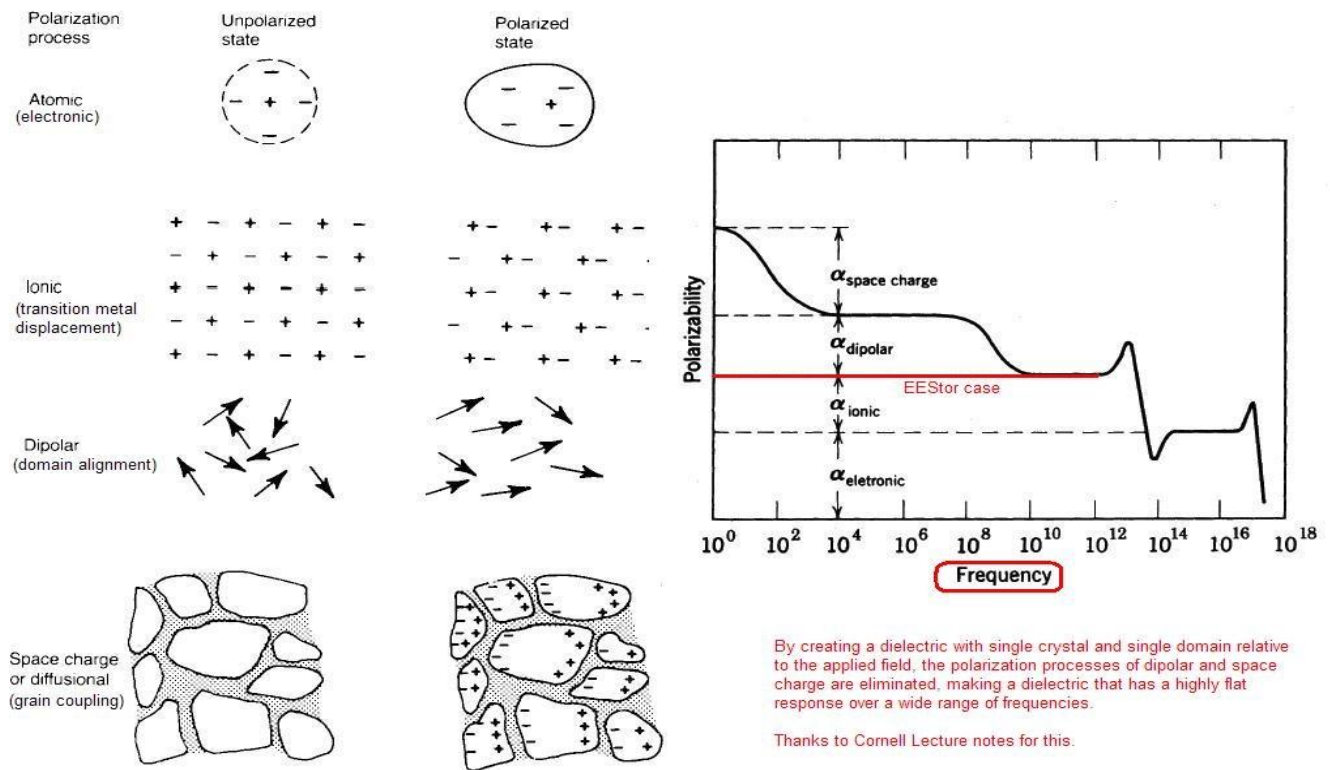 Polarization
process
Unpolarized
state
Polarized
state
Atomic
(electronic)
Ionic
(transition metal
displacement)
Dipolar
(domain alignment)
Space charge
or diffusional
(grain coupling)
Polarizability
α space charge
α dipolar
EEStor case
α ionic
α eletronic
10^0 10^2 10^4 10^6 10^8 10^10 10^12 10^14 10^16 10^18
Frequency
By creating a dielectric with single crystal and single domain relative
to the applied field, the polarization processes of dipolar and space
charge are eliminated, making a dielectric that has a highly flat
response over a wide range of frequencies.
Thanks to Cornell Lecture notes for this.